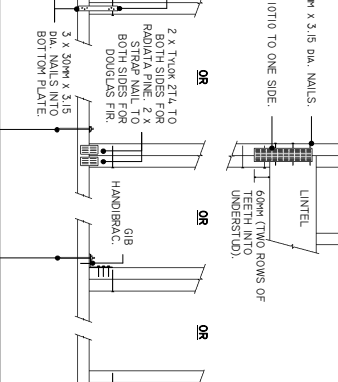 M X 3.15 DIA. NAILS.
LINTEL
10T10 TO ONE SIDE.
60MM (TWO ROWS OF
TEETH INTO
UNDERSTUD).
OR
OR
OR
2 X TYLOK 2T4 TO
BOTH SIDES FOR
RADIATA PINE. 2 X
STRAP NAIL TO
BOTH SIDES FOR
DOUGLAS FIR.
GIB
HANDIBRAC.
3 X 30MM X 3.15
DIA. NAILS INTO
BOTTOM PLATE.